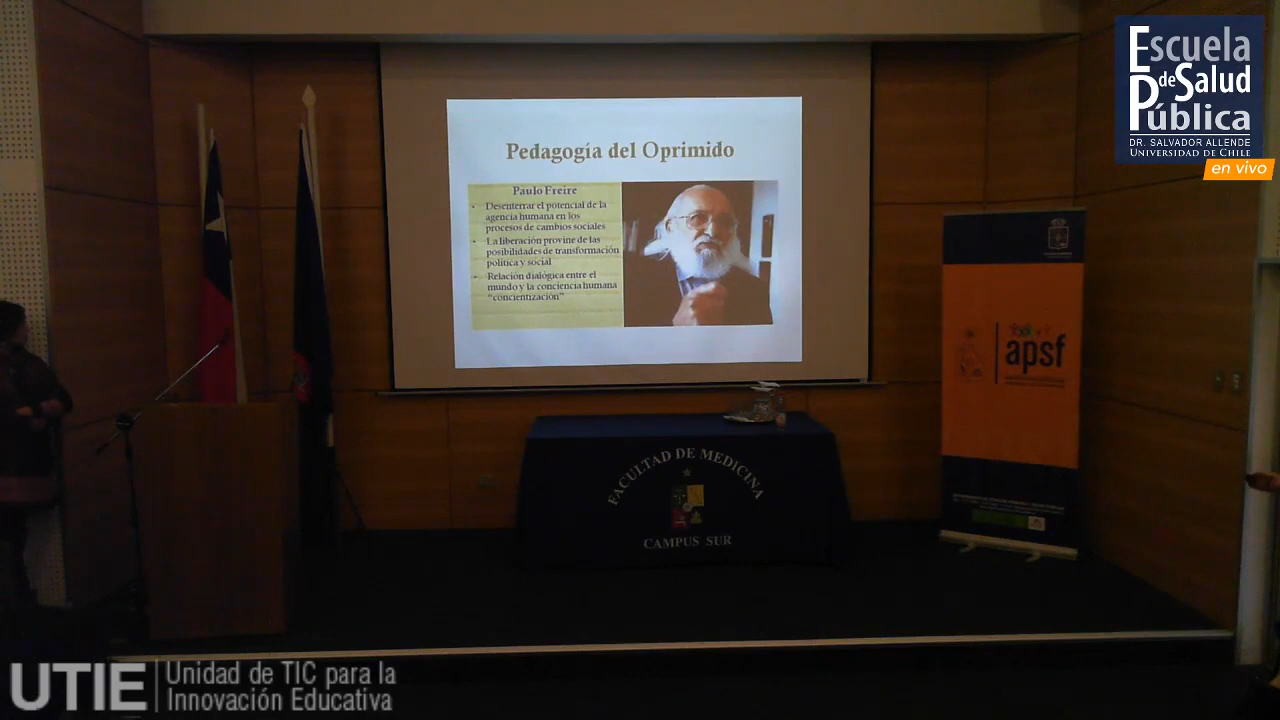 Escuela
de Salud
Pública
DR. SALVADOR ALLENDE
UNIVERSIDAD DE CHILE
en vivo
Pedagogía del Oprimido
Paulo Freire
• Desenterrar el potencial de la
agencia humana en los
procesos de cambios sociales
• La liberación provine de las
posibilidades de transformación
política y social
• Relación dialógica entre el
mundo y la conciencia humana
"concientización"
apsf
FACULTAD DE MEDICINA
CAMPUS SUR
UTIE
Unidad de TIC para la
Innovación Educativa